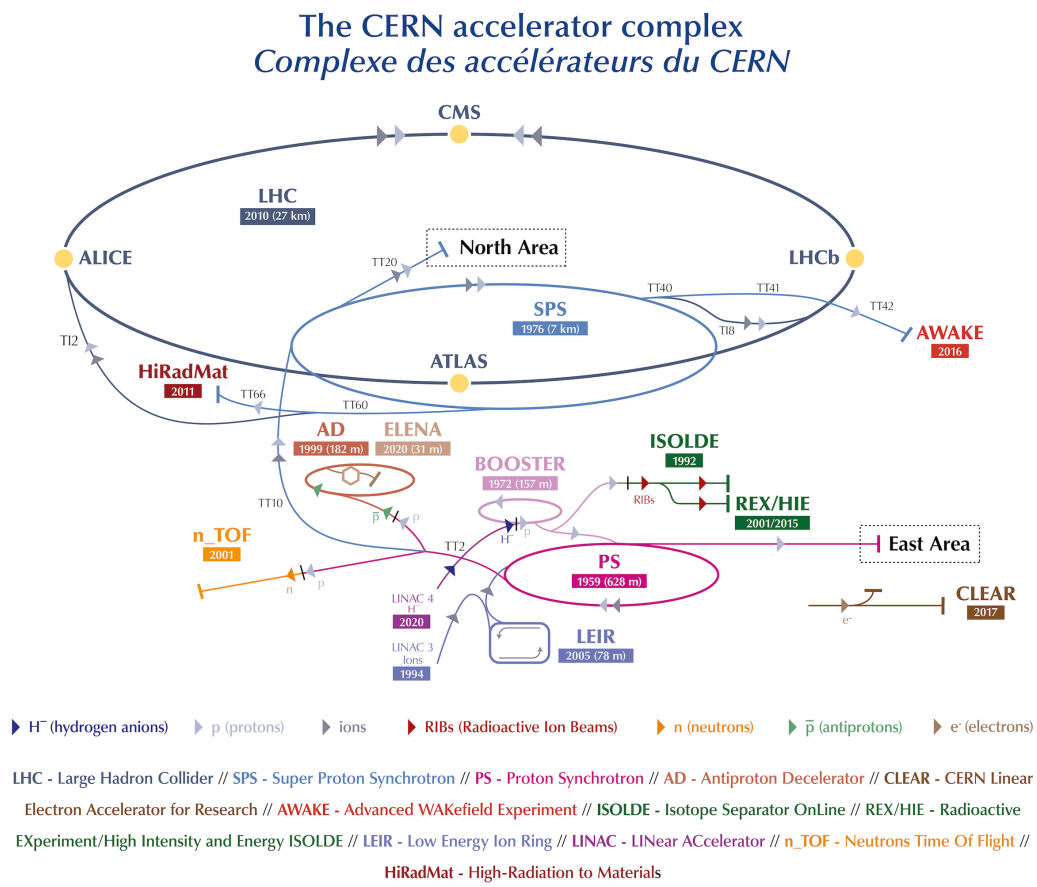 The CERN accelerator complex
Complexe des accélérateurs du CERN
CMS
LHC
2010 (27 km)
ALICE
LHCb
North Area
TT20
SPS
1976 (7 km)
TT40
TT41
TT42
TI8
AWAKE
2016
TI2
ATLAS
HiRadMat
2011
TT66
TT60
AD
1999 (182 m)
ELENA
2020 (31 m)
ISOLDE
1992
BOOSTER
1972 (157 m)
RIBs
REX/HIE
2001/2015
TT10
p̅
p
H⁻
p
n_TOF
2001
TT2
East Area
PS
1959 (628 m)
n
p
LINAC 4
H⁻
2020
CLEAR
2017
e-
LEIR
2005 (78 m)
LINAC 3
Ions
1994
H⁻ (hydrogen anions)
p (protons)
ions
RIBs (Radioactive Ion Beams)
n (neutrons)
p̅ (antiprotons)
e- (electrons)
LHC - Large Hadron Collider // SPS - Super Proton Synchrotron // PS - Proton Synchrotron // AD - Antiproton Decelerator // CLEAR - CERN Linear
Electron Accelerator for Research // AWAKE - Advanced WAKefield Experiment // ISOLDE - Isotope Separator OnLine // REX/HIE - Radioactive
EXperiment/High Intensity and Energy ISOLDE // LEIR - Low Energy Ion Ring // LINAC - LINear ACcelerator // n_TOF - Neutrons Time Of Flight //
HiRadMat - High-Radiation to Materials